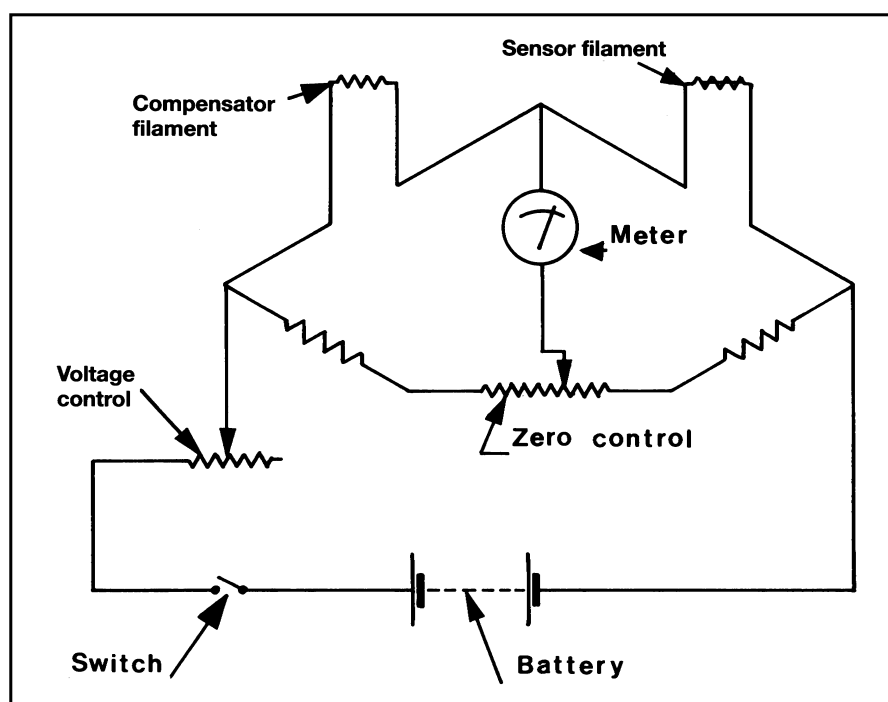 Sensor filament
Compensator
filament
Meter
Voltage
control
Zero control
Switch
Battery